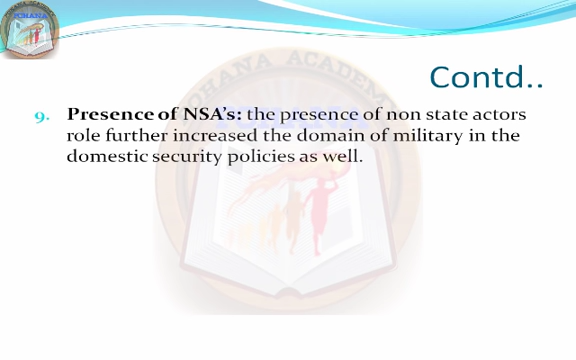 Contd..
9. Presence of NSA's: the presence of non state actors
role further increased the domain of military in the
domestic security policies as well.